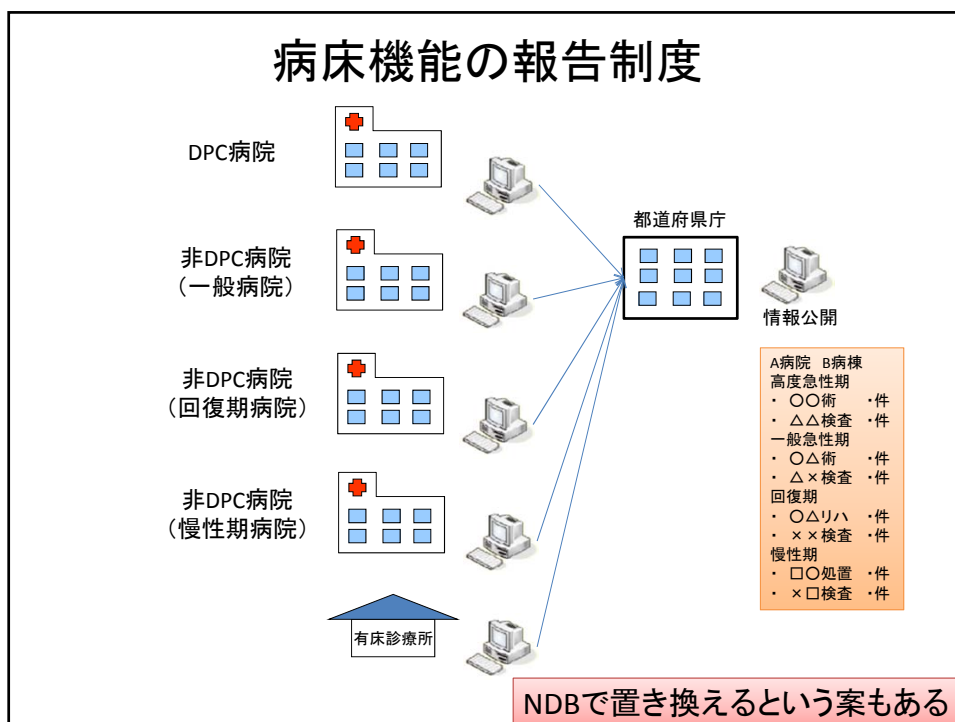 病床機能の報告制度
DPC病院
非DPC病院
(一般病院)
非DPC病院
(回復期病院)
非DPC病院
(慢性期病院)
有床診療所
都道府県庁
情報公開
A病院 B病棟
高度急性期
・ 〇〇術 ・件
・ △△検査 ・件
一般急性期
・ 〇△術 ・件
・ △×検査 ・件
回復期
・ 〇△リハ ・件
・ ××検査 ・件
慢性期
・ □〇処置 ・件
・ ×□検査 ・件
NDBで置き換えるという案もある